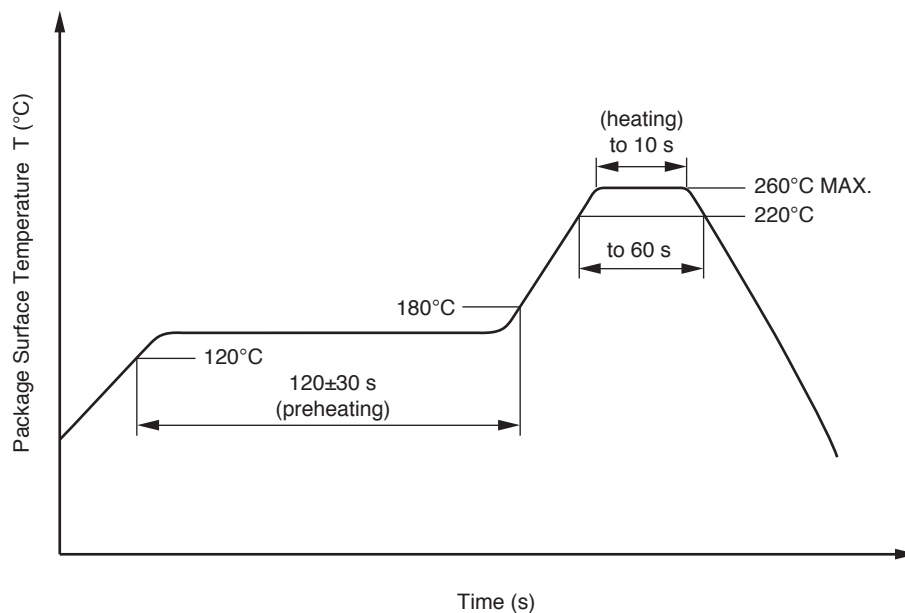 Package Surface Temperature T (°C)
(heating)
to 10 s
260°C MAX.
220°C
to 60 s
180°C
120°C
120±30 s
(preheating)
Time (s)